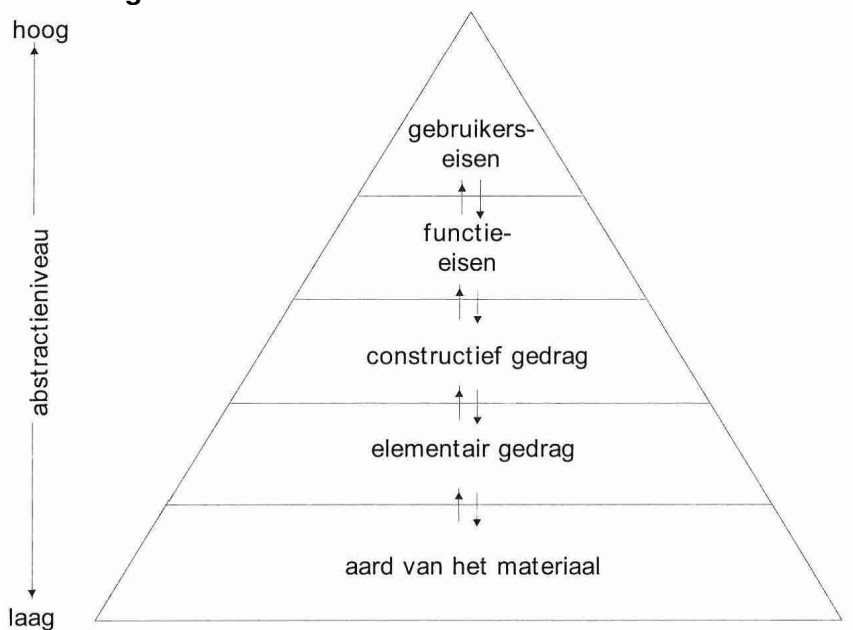 hoog
gebruikers-
eisen
functie-
eisen
abstractieniveau
constructief gedrag
elementair gedrag
aard van het materiaal
laag